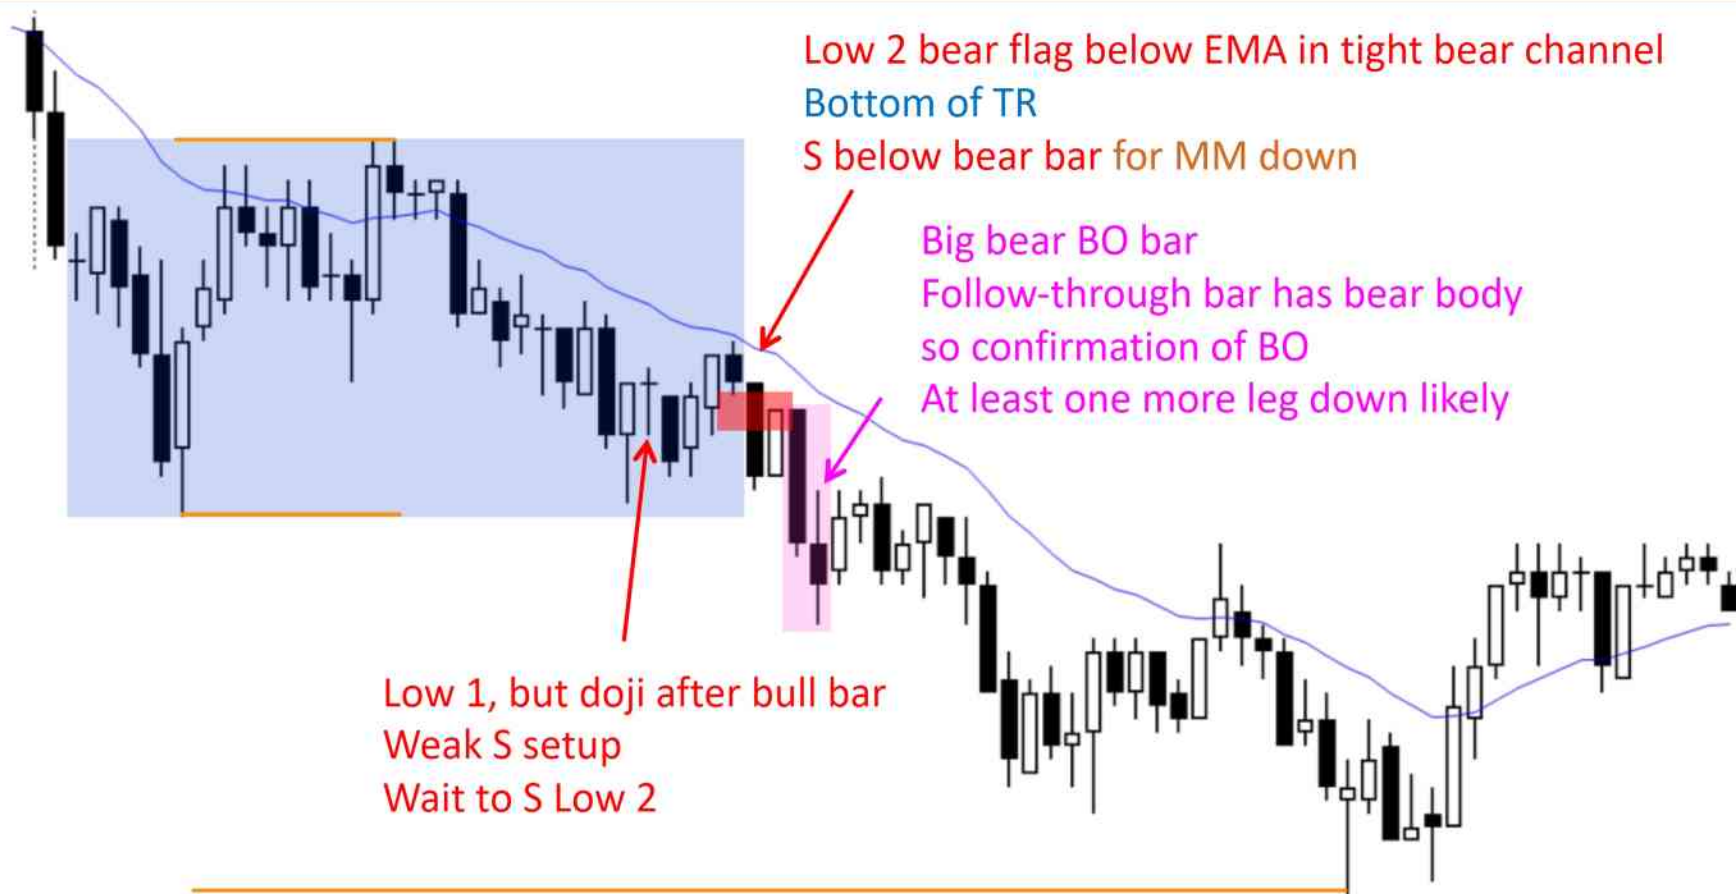 Low 2 bear flag below EMA in tight bear channel
Bottom of TR
S below bear bar for MM down
Big bear BO bar
Follow-through bar has bear body
so confirmation of BO
At least one more leg down likely
Low 1, but doji after bull bar
Weak S setup
Wait to S Low 2